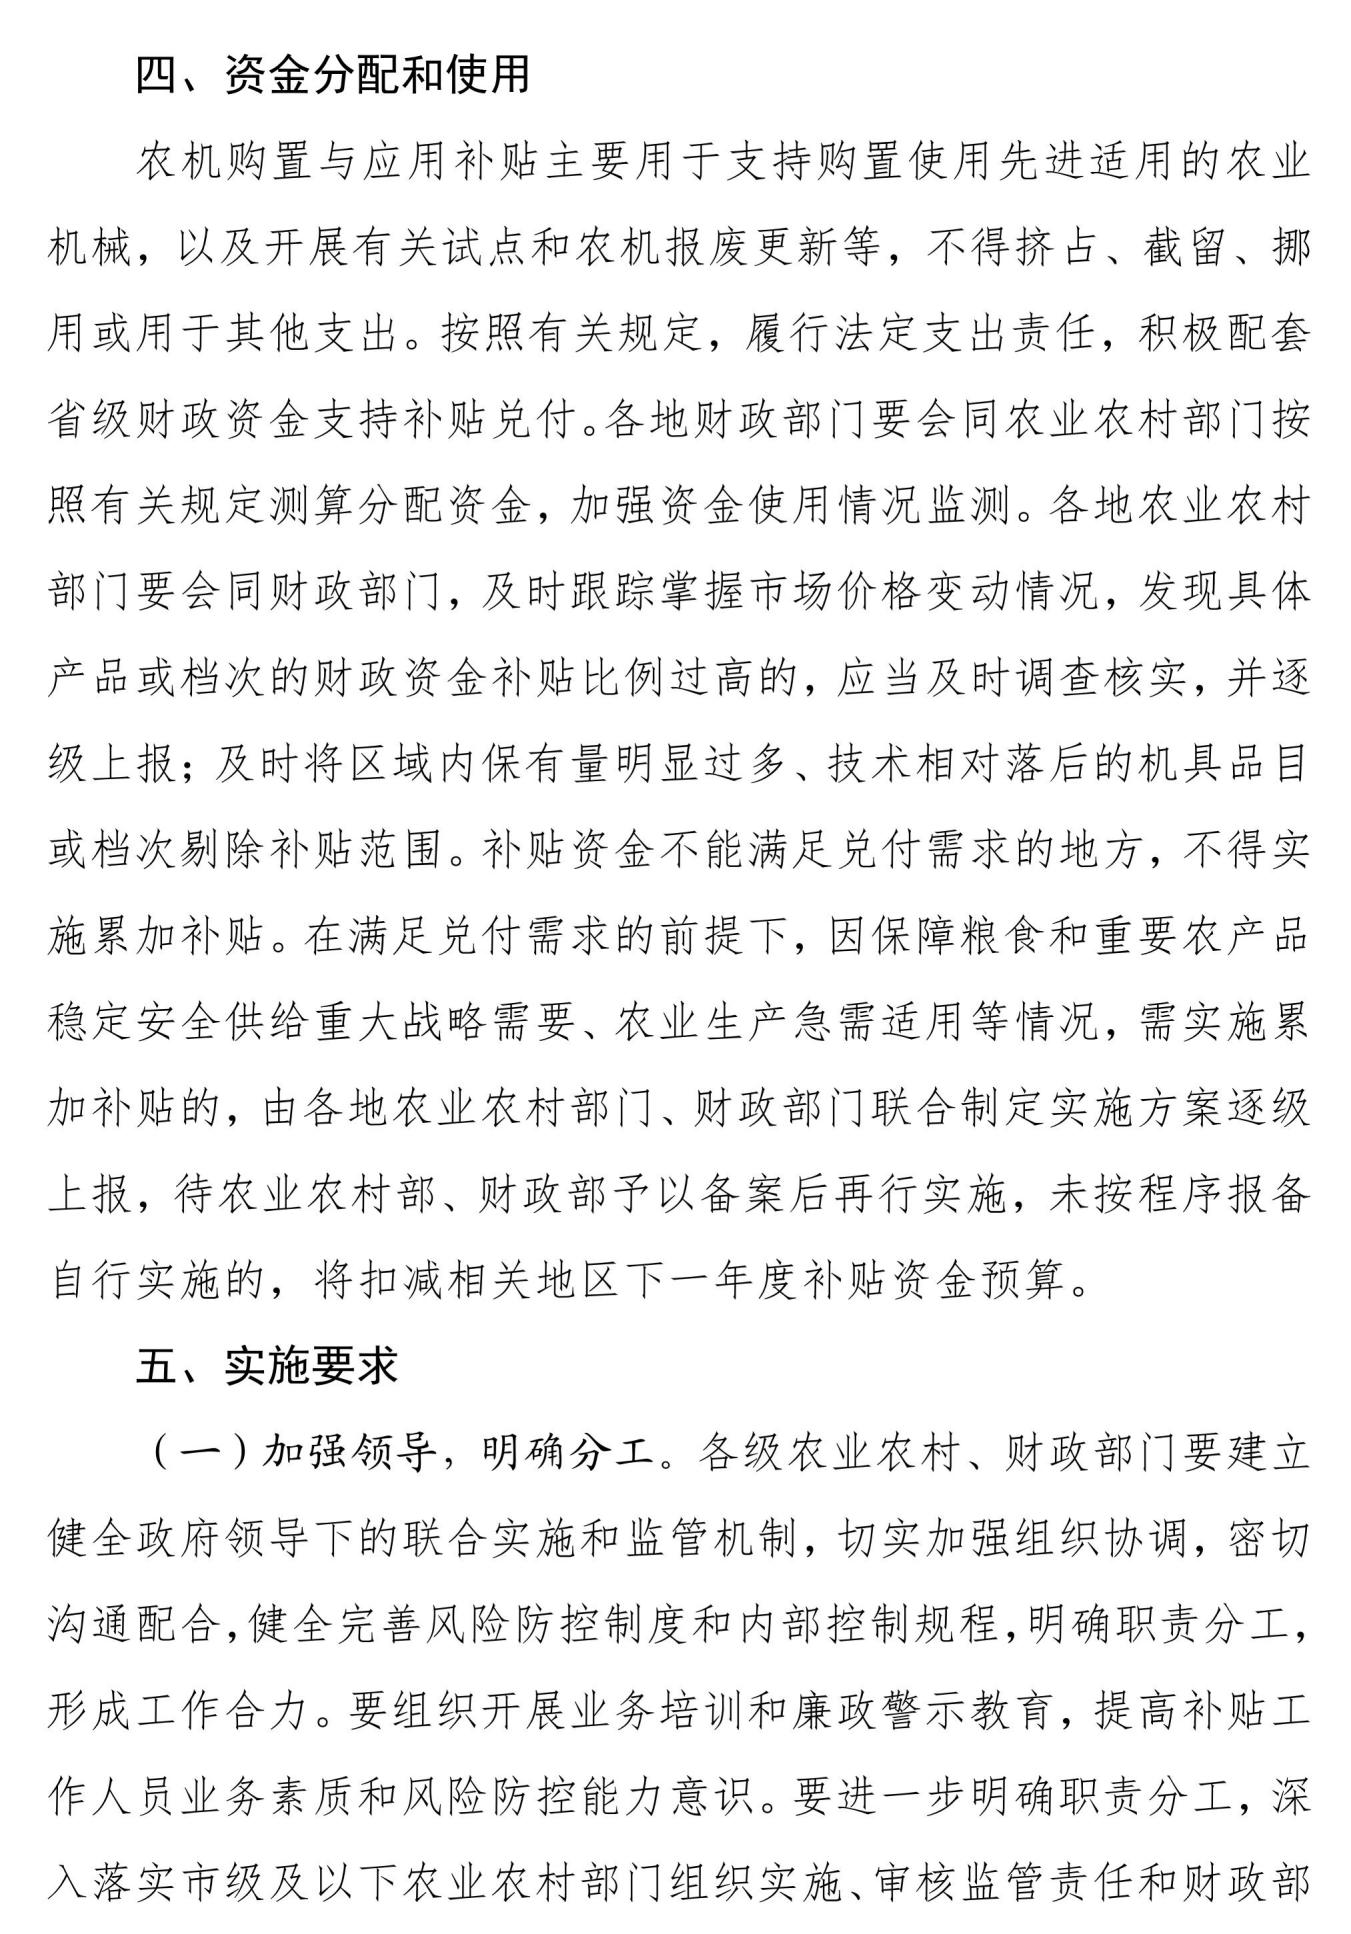 四、资金分配和使用
农机购置与应用补贴主要用于支持购置使用先进适用的农业
机械，以及开展有关试点和农机报废更新等，不得挤占、截留、挪
用或用于其他支出。按照有关规定，履行法定支出责任，积极配套
省级财政资金支持补贴兑付。各地财政部门要会同农业农村部门按
照有关规定测算分配资金，加强资金使用情况监测。各地农业农村
部门要会同财政部门，及时跟踪掌握市场价格变动情况，发现具体
产品或档次的财政资金补贴比例过高的，应当及时调查核实，并逐
级上报；及时将区域内保有量明显过多、技术相对落后的机具品目
或档次剔除补贴范围。补贴资金不能满足兑付需求的地方，不得实
施累加补贴。在满足兑付需求的前提下，因保障粮食和重要农产品
稳定安全供给重大战略需要、农业生产急需适用等情况，需实施累
加补贴的，由各地农业农村部门、财政部门联合制定实施方案逐级
上报，待农业农村部、财政部予以备案后再行实施，未按程序报备
自行实施的，将扣减相关地区下一年度补贴资金预算。
五、实施要求
（一）加强领导，明确分工。各级农业农村、财政部门要建立
健全政府领导下的联合实施和监管机制，切实加强组织协调，密切
沟通配合，健全完善风险防控制度和内部控制规程，明确职责分工，
形成工作合力。要组织开展业务培训和廉政警示教育，提高补贴工
作人员业务素质和风险防控能力意识。要进一步明确职责分工，深
入落实市级及以下农业农村部门组织实施、审核监管责任和财政部